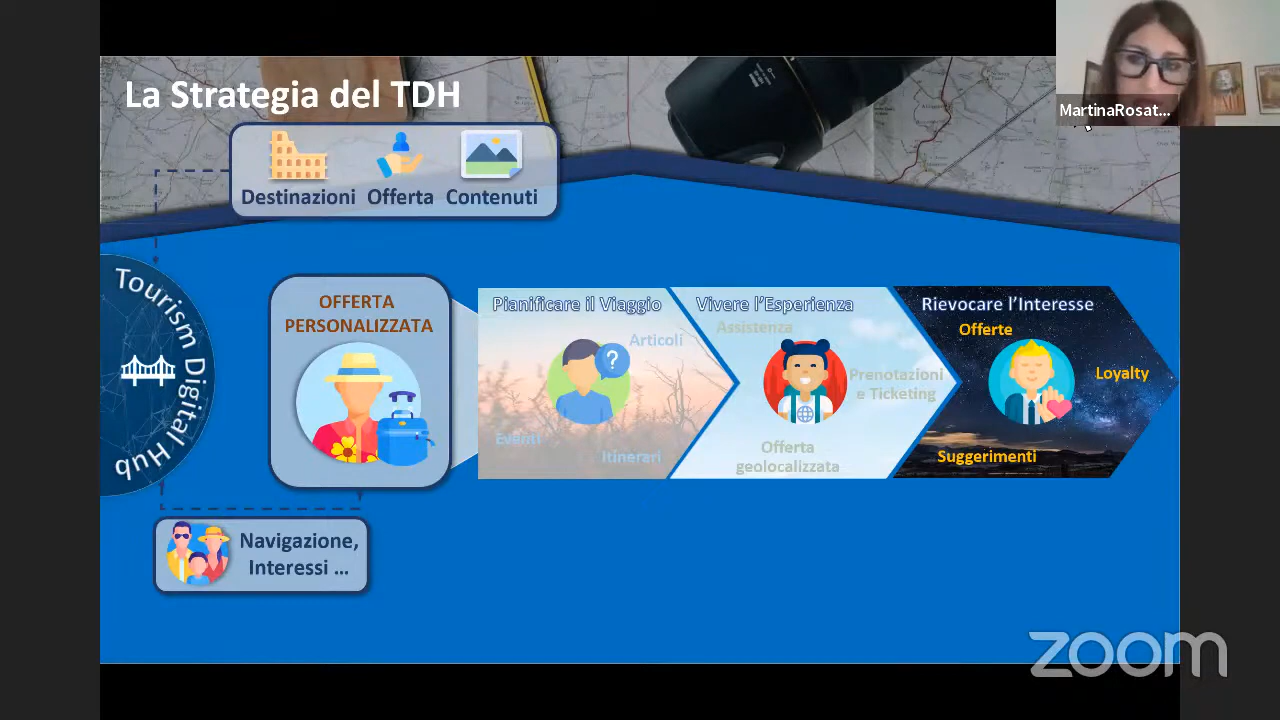 La Strategia del TDH
MartinaRosat...
Destinazioni Offerta Contenuti
Tourism Digital Hub
OFFERTA
PERSONALIZZATA
Pianificare il Viaggio
Articoli
Eventi
Itinerari
Vivere l'Esperienza
Assistenza
Prenotazioni
e Ticketing
Offerta
geolocalizzata
Rievocare l'Interesse
Offerte
Loyalty
Suggerimenti
Navigazione,
Interessi ...
zoom